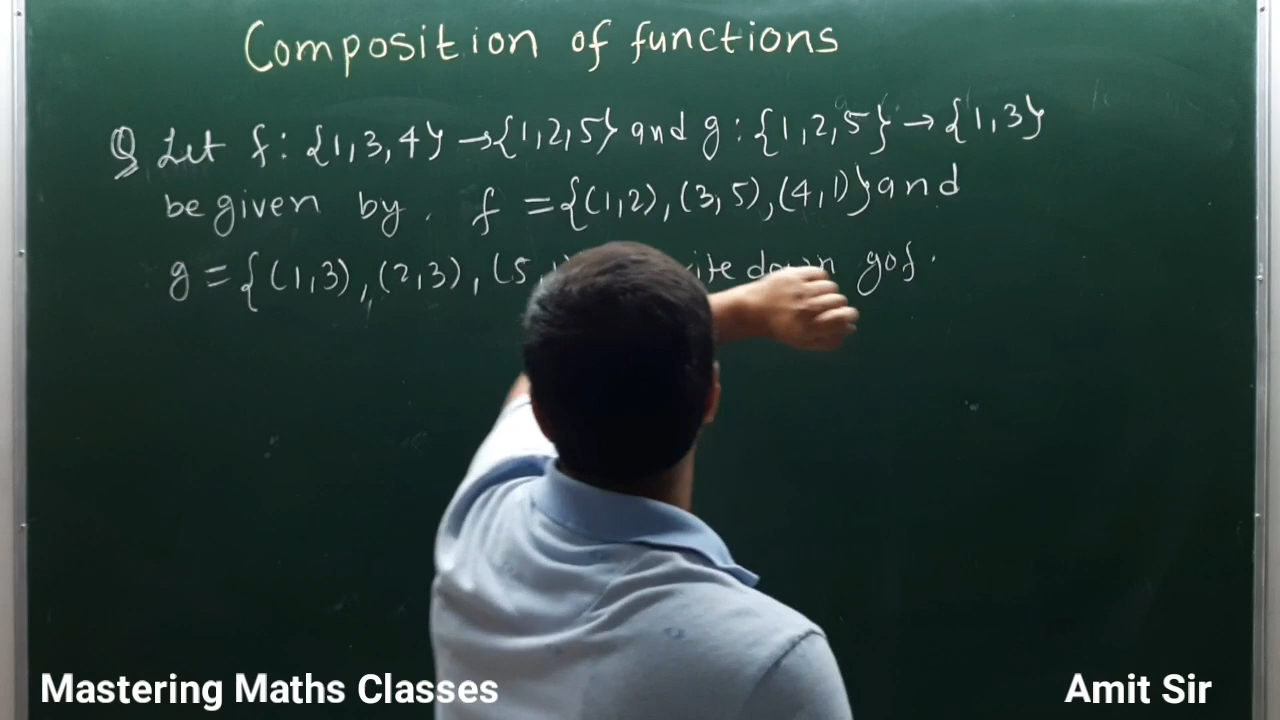 Composition of functions
Q Let f : {1,3,4} → {1,2,5} and g : {1,2,5} → {1,3}
be given by. f = {(1,2),(3,5),(4,1)} and
g = {(1,3),(2,3),(5, down gof.
Mastering Maths Classes
Amit Sir